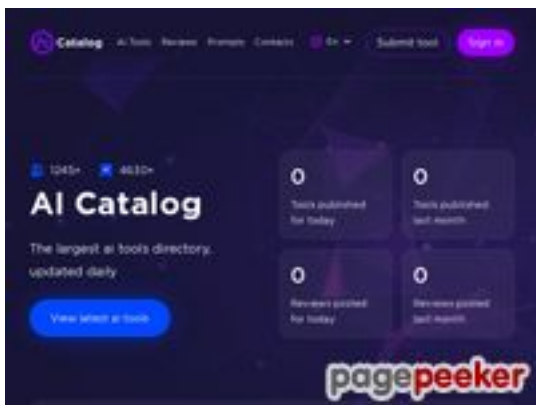 Catalog
AI Tools Reviews Prompts Contacts
En
Submit tool
Sign in
1245+
4630+
AI Catalog
The largest ai tools directory,
updated daily
View latest ai tools
0
Tools published
for today
0
Tools published
last month
0
Reviews posted
for today
0
Reviews posted
last month
pagepeeker